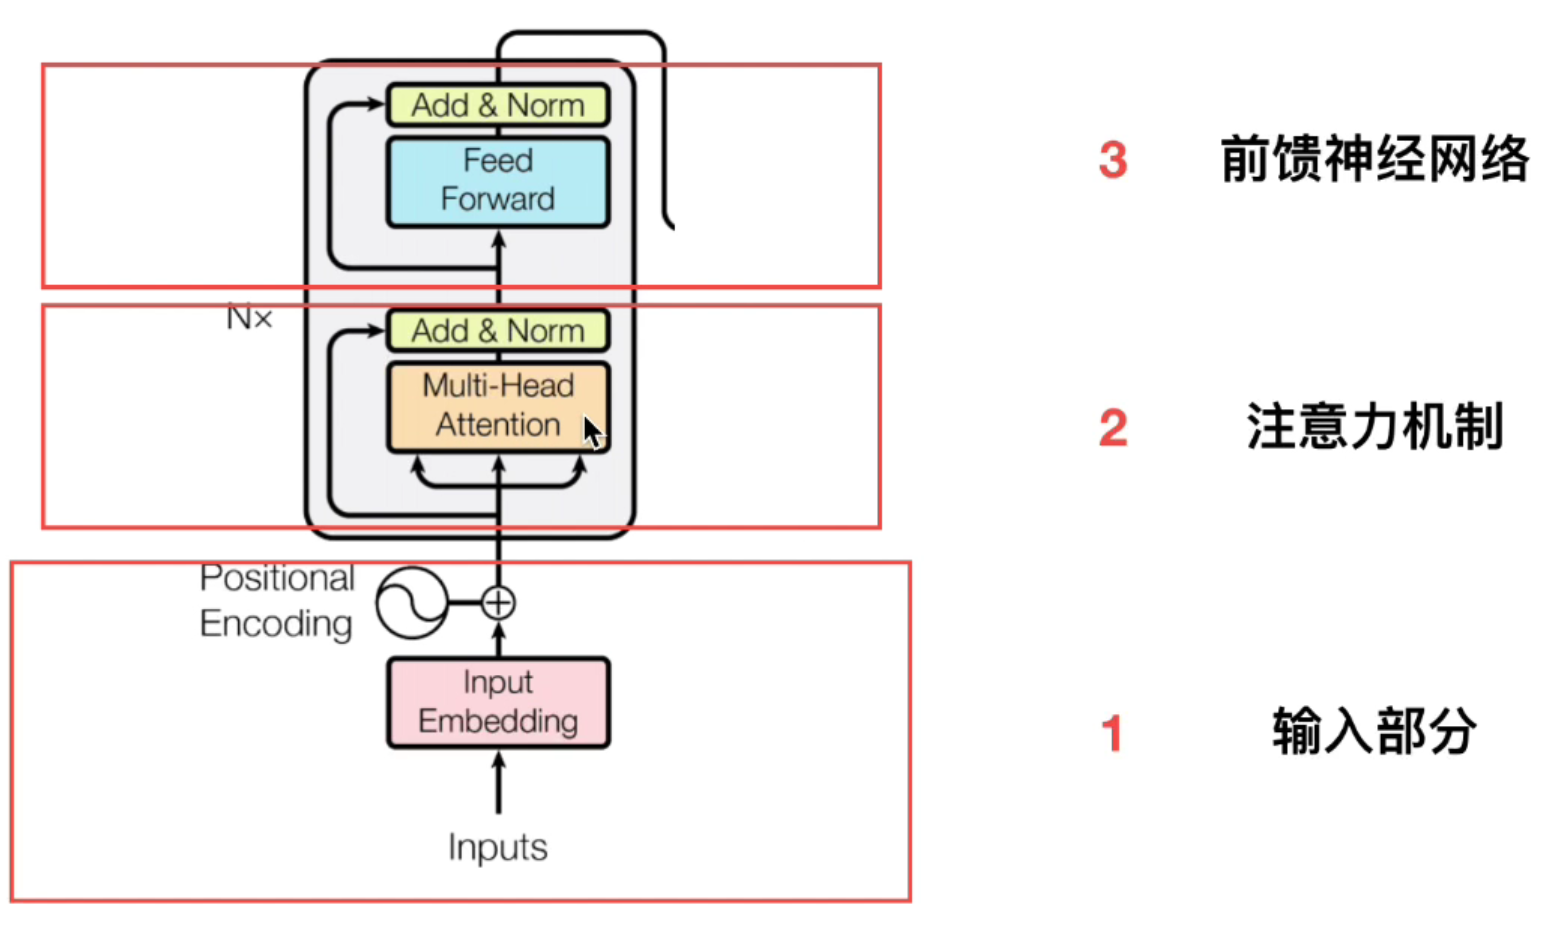 Add & Norm
Feed
Forward
3 前馈神经网络
N×
Add & Norm
Multi-Head
Attention
2 注意力机制
Positional
Encoding
Input
Embedding
1 输入部分
Inputs